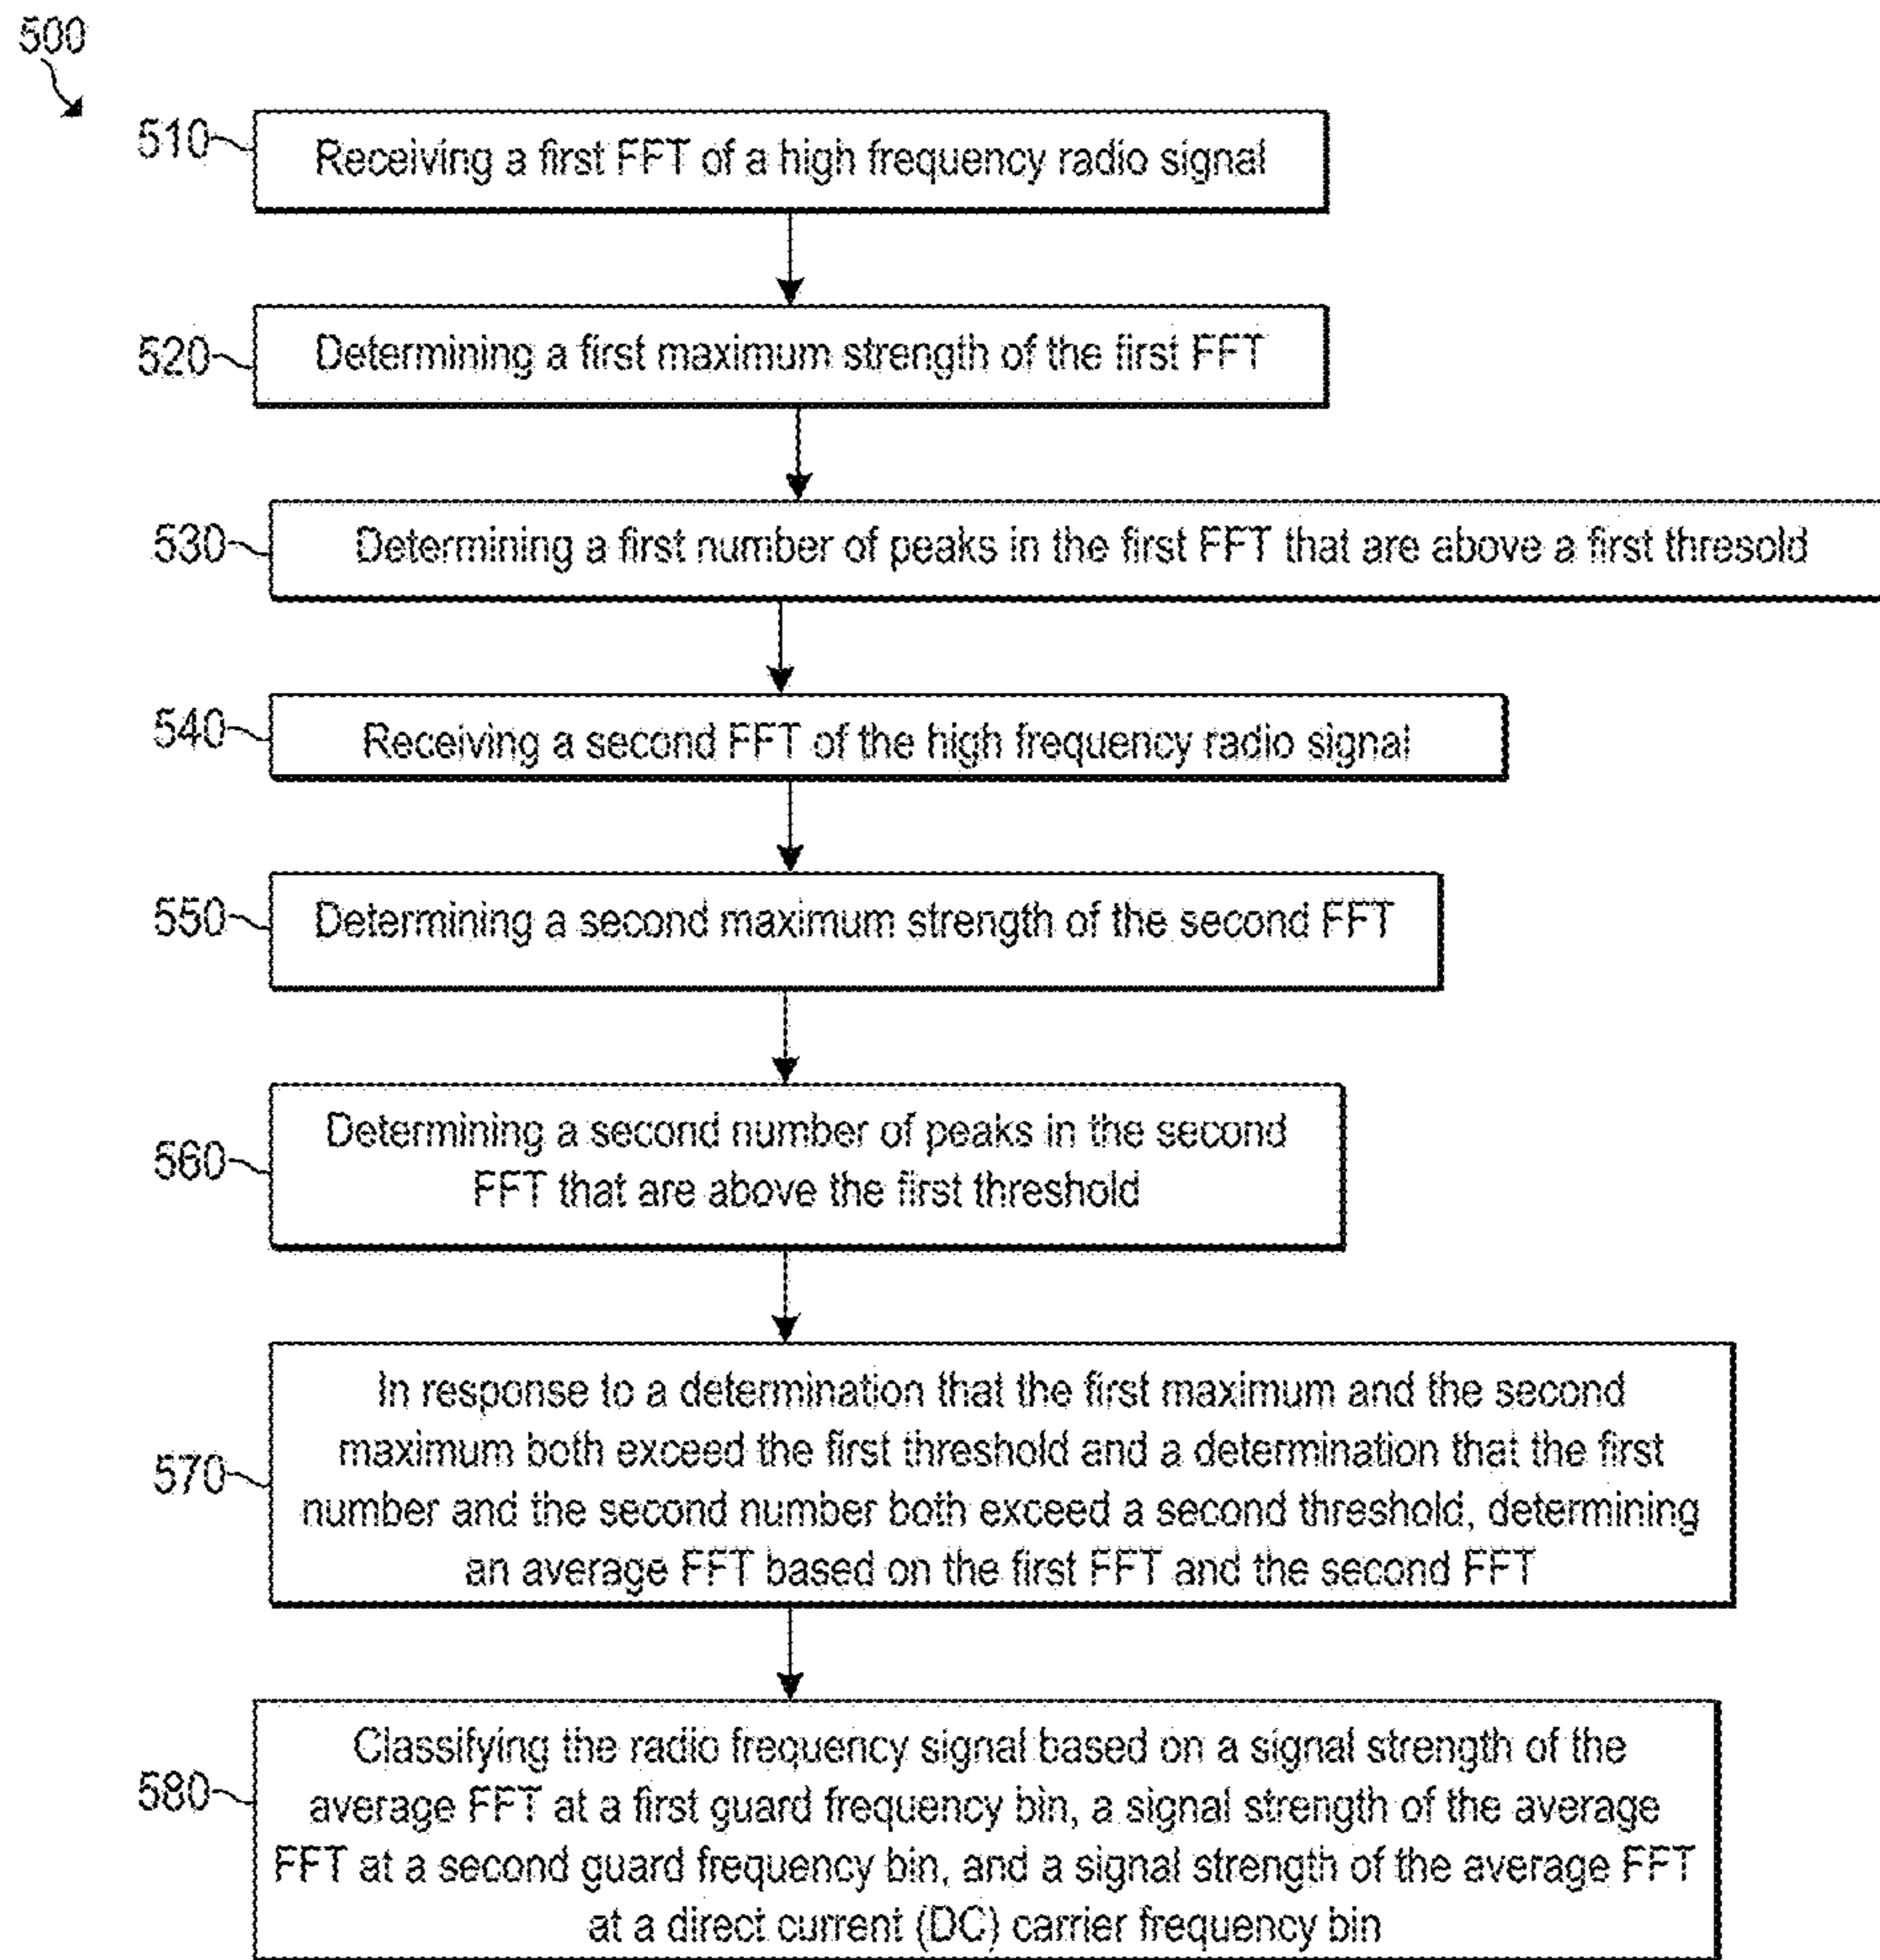 500
510
Receiving a first FFT of a high frequency radio signal
520
Determining a first maximum strength of the first FFT
530
Determining a first number of peaks in the first FFT that are above a first thresold
540
Receiving a second FFT of the high frequency radio signal
550
Determining a second maximum strength of the second FFT
560
Determining a second number of peaks in the second
FFT that are above the first threshold
570
In response to a determination that the first maximum and the second
maximum both exceed the first threshold and a determination that the first
number and the second number both exceed a second threshold, determining
an average FFT based on the first FFT and the second FFT
580
Classifying the radio frequency signal based on a signal strength of the
average FFT at a first guard frequency bin, a signal strength of the average
FFT at a second guard frequency bin, and a signal strength of the average FFT
at a direct current (DC) carrier frequency bin